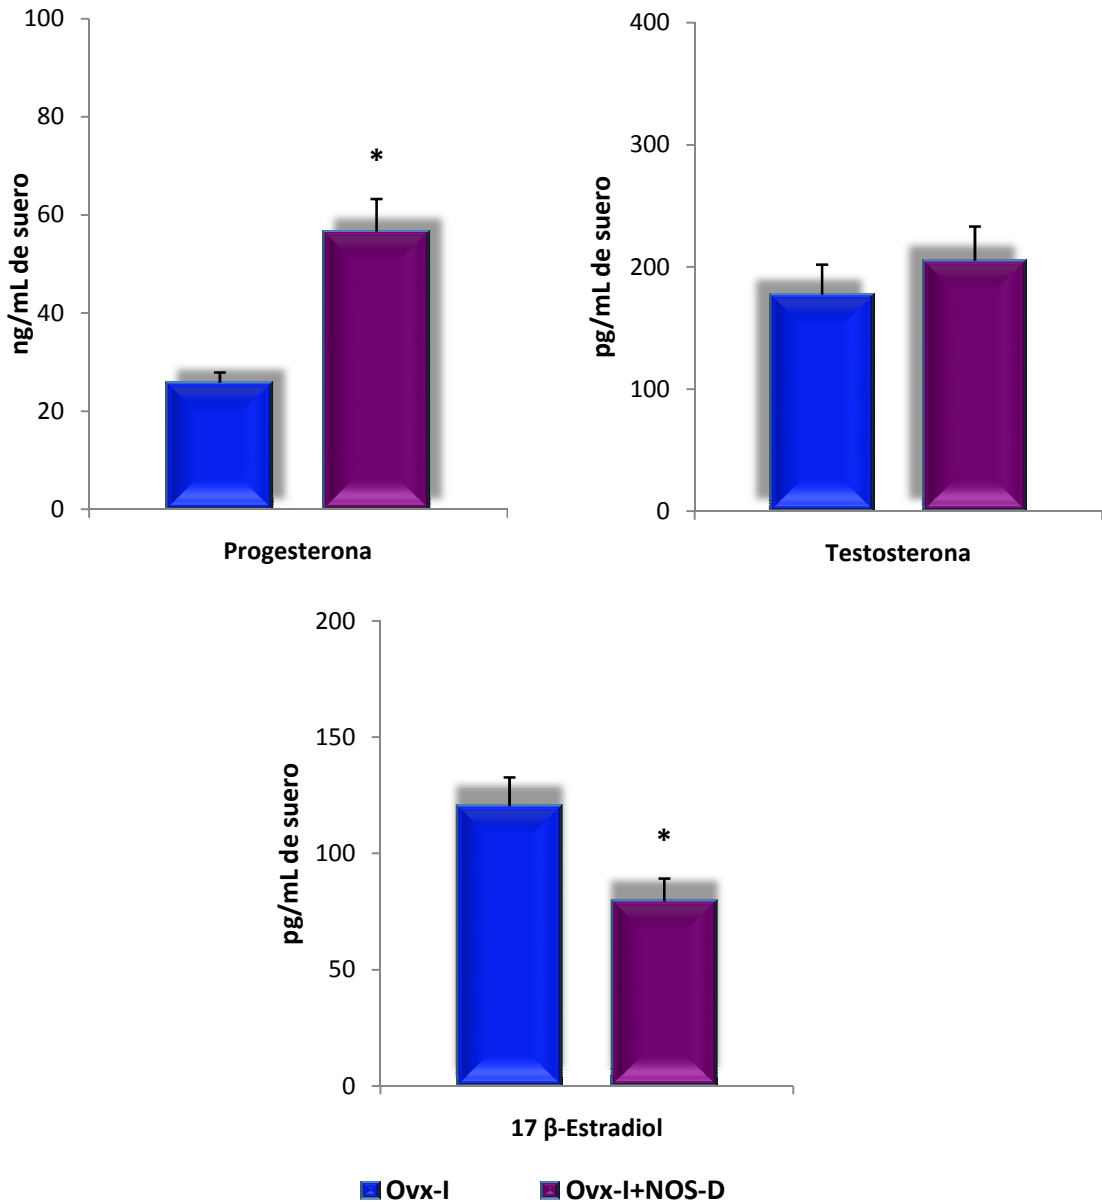 100
80
60
40
20
0
ng/mL de suero
*
Progesterona
400
300
200
100
0
pg/mL de suero
Testosterona
200
150
100
50
0
pg/mL de suero
*
17 β-Estradiol
Ovx-I Ovx-I+NOS-D